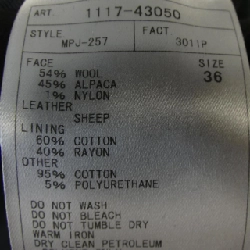 ART. 1117-43050
STYLE FACT
MPJ-257 3011P
FACE SIZE
54% WOOL 36
45% ALPACA
1% NYLON
LEATHER
SHEEP
LINING
60% COTTON
40% RAYON
OTHER
95% COTTON
5% POLYURETHANE
DO NOT WASH
DO NOT BLEACH
DO NOT TUMBLE DRY
WARM IRON
DRY CLEAN PETROLEUM